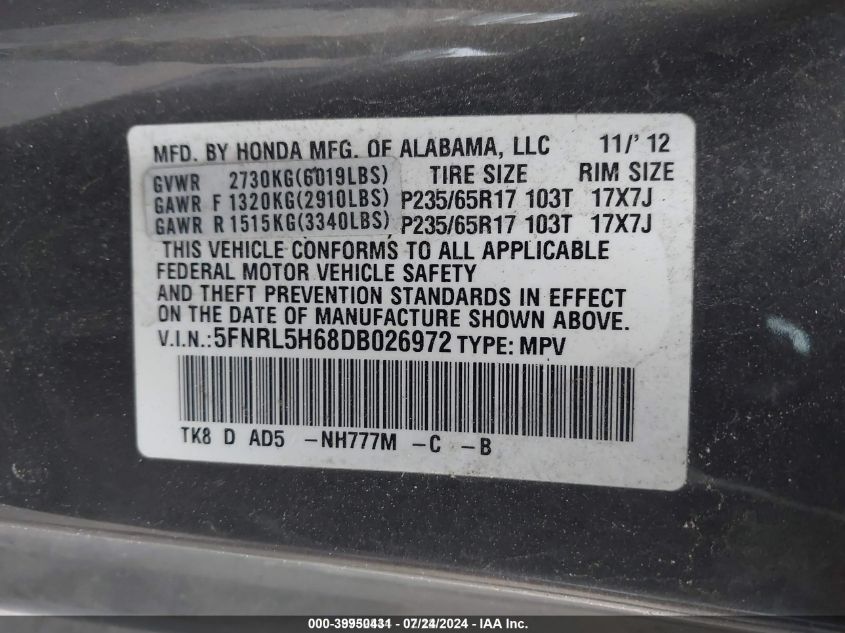 MFD. BY HONDA MFG. OF ALABAMA, LLC 11/'12
GVWR 2730KG(6019LBS) TIRE SIZE RIM SIZE
GAWR F 1320KG(2910LBS) P235/65R17 103T 17X7J
GAWR R 1515KG(3340LBS) P235/65R17 103T 17X7J
THIS VEHICLE CONFORMS TO ALL APPLICABLE
FEDERAL MOTOR VEHICLE SAFETY
AND THEFT PREVENTION STANDARDS IN EFFECT
ON THE DATE OF MANUFACTURE SHOWN ABOVE.
V.I.N.:5FNRL5H68DB026972 TYPE: MPV
TK8 D AD5 -NH777M -C -B
000-39950431 - 07/24/2024 - IAA Inc.